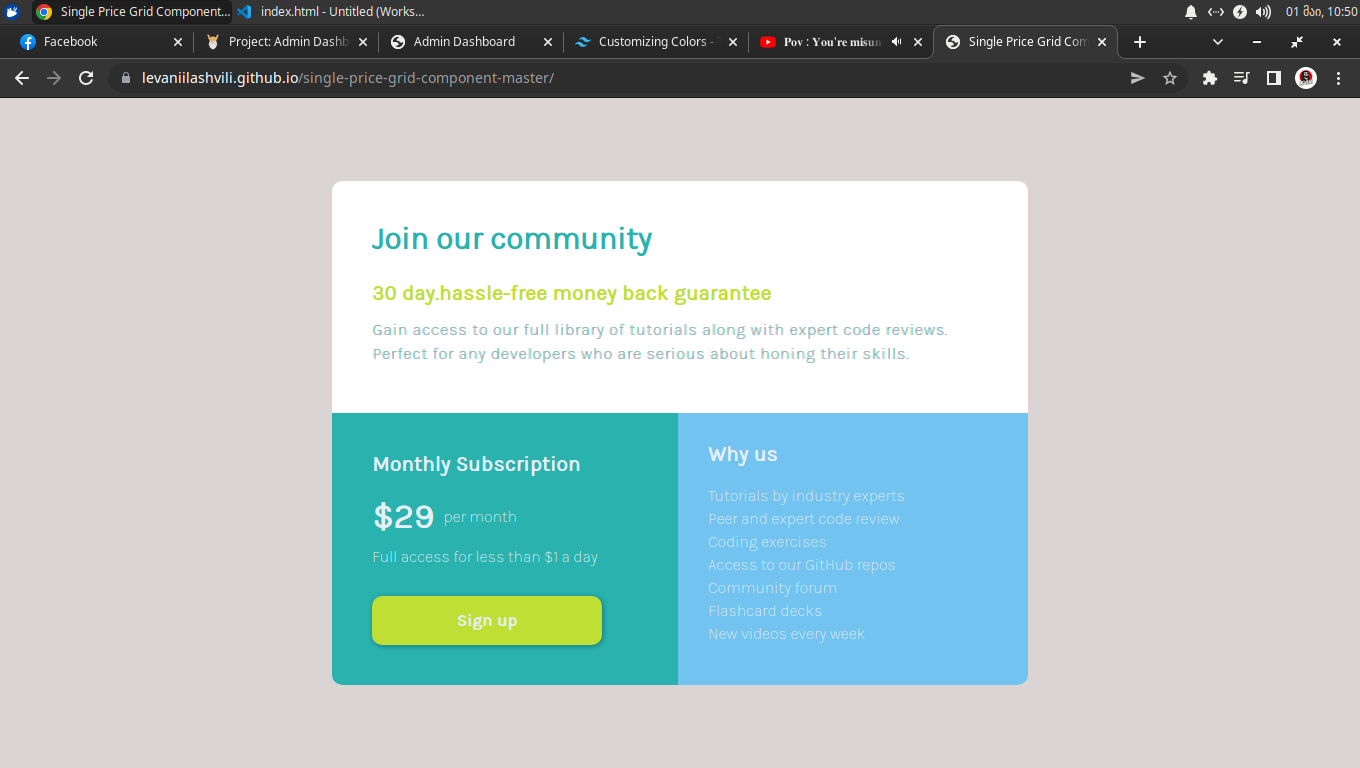 Single Price Grid Component...
index.html - Untitled (Works...
01 მაი, 10:50
Facebook
Project: Admin Dashb
Admin Dashboard
Customizing Colors -
Pov : You're misun
Single Price Grid Com
levaniilashvili.github.io/single-price-grid-component-master/
Join our community
30 day.hassle-free money back guarantee
Gain access to our full library of tutorials along with expert code reviews.
Perfect for any developers who are serious about honing their skills.
Monthly Subscription
$29 per month
Full access for less than $1 a day
Sign up
Why us
Tutorials by industry experts
Peer and expert code review
Coding exercises
Access to our GitHub repos
Community forum
Flashcard decks
New videos every week